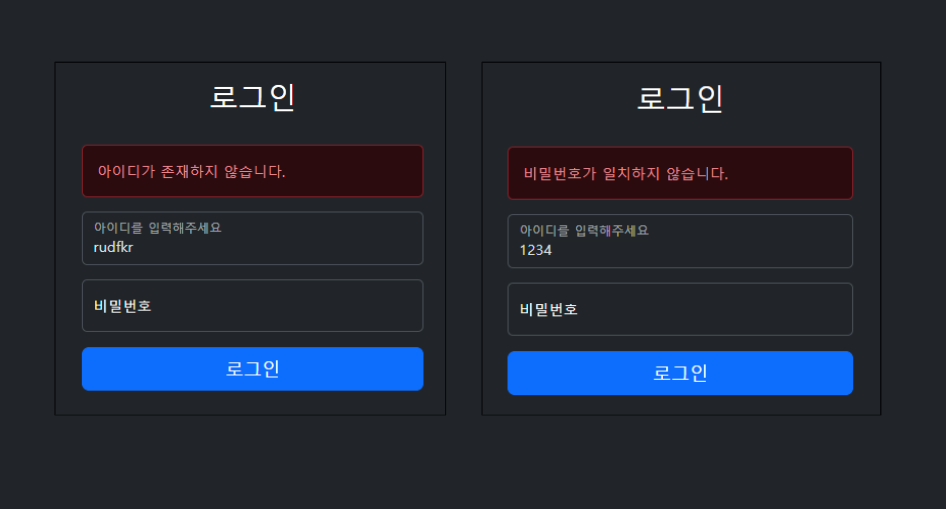 로그인
아이디가 존재하지 않습니다.
아이디를 입력해주세요
rudfkr
비밀번호
로그인
로그인
비밀번호가 일치하지 않습니다.
아이디를 입력해주세요
1234
비밀번호
로그인